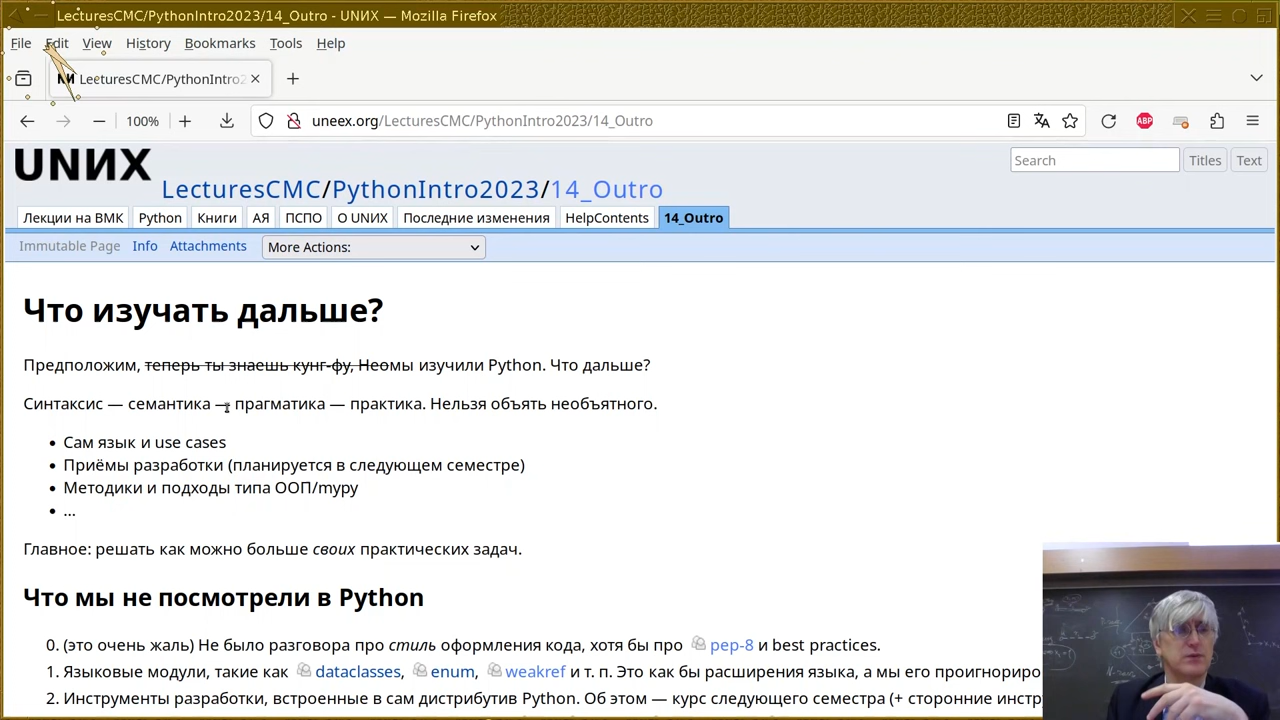 LecturesCMC/PythonIntro2023/14_Outro - UNИX — Mozilla Firefox
File Edit View History Bookmarks Tools Help
LecturesCMC/PythonIntro2
100% uneex.org/LecturesCMC/PythonIntro2023/14_Outro ABP
UNИX LecturesCMC/PythonIntro2023/14_Outro
Search Titles Text
Лекции на ВМК Python Книги АЯ ПСПО О UNИX Последние изменения HelpContents 14_Outro
Immutable Page Info Attachments More Actions:
Что изучать дальше?
Предположим, теперь ты знаешь кунг-фу, Неомы изучили Python. Что дальше?
Синтаксис — семантика — прагматика — практика. Нельзя объять необъятного.
• Сам язык и use cases
• Приёмы разработки (планируется в следующем семестре)
• Методики и подходы типа ООП/mypy
• ...
Главное: решать как можно больше своих практических задач.
Что мы не посмотрели в Python
0. (это очень жаль) Не было разговора про стиль оформления кода, хотя бы про pep-8 и best practices.
1. Языковые модули, такие как dataclasses, enum, weakref и т. п. Это как бы расширения языка, а мы его проигнориро
2. Инструменты разработки, встроенные в сам дистрибутив Python. Об этом — курс следующего семестра (+ сторонние инстр